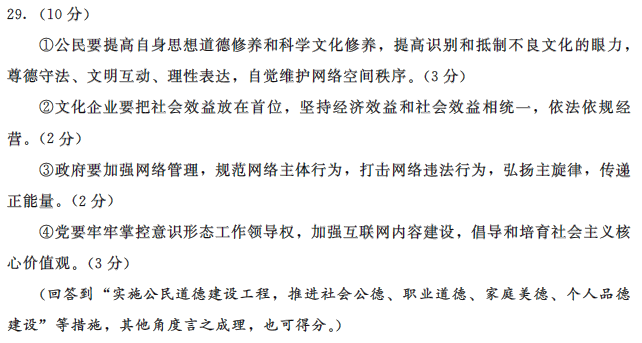 29.（10 分）
①公民要提高自身思想道德修养和科学文化修养，提高识别和抵制不良文化的眼力，
尊德守法、文明互动、理性表达，自觉维护网络空间秩序。（3 分）
②文化企业要把社会效益放在首位，坚持经济效益和社会效益相统一，依法依规经
营。（2 分）
③政府要加强网络管理，规范网络主体行为，打击网络违法行为，弘扬主旋律，传递
正能量。（2 分）
④党要牢牢掌控意识形态工作领导权，加强互联网内容建设，倡导和培育社会主义核
心价值观。（3 分）
(回答到“实施公民道德建设工程，推进社会公德、职业道德、家庭美德、个人品德
建设”等措施，其他角度言之成理，也可得分。)